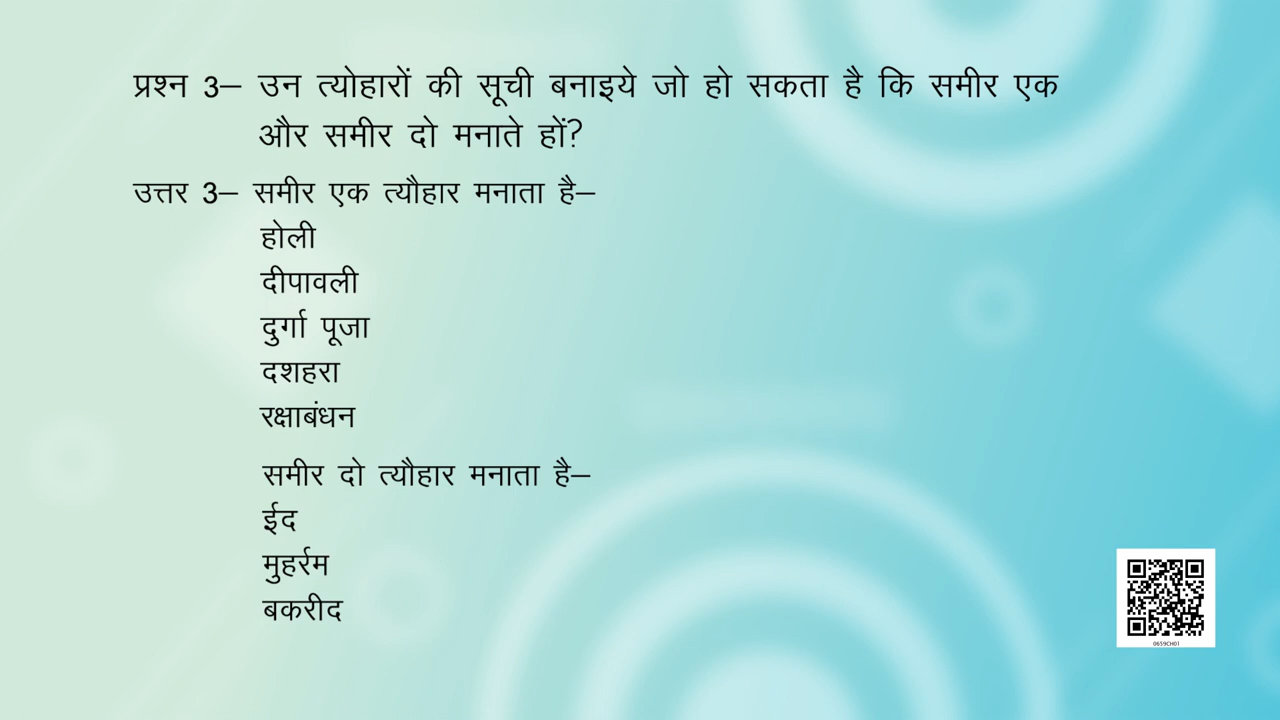 प्रश्न 3– उन त्योहारों की सूची बनाइये जो हो सकता है कि समीर एक
और समीर दो मनाते हों?
उत्तर 3– समीर एक त्यौहार मनाता है–
होली
दीपावली
दुर्गा पूजा
दशहरा
रक्षाबंधन
समीर दो त्यौहार मनाता है–
ईद
मुहर्रम
बकरीद
0659CH01